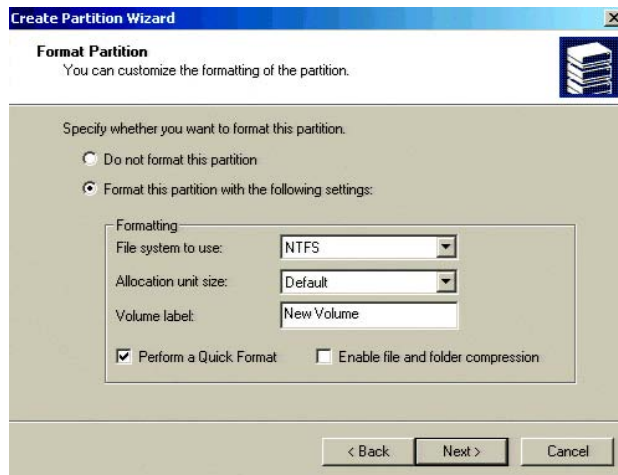 Create Partition Wizard
Format Partition
You can customize the formatting of the partition.
Specify whether you want to format this partition.
Do not format this partition
Format this partition with the following settings:
Formatting
File system to use: NTFS
Allocation unit size: Default
Volume label: New Volume
Perform a Quick Format Enable file and folder compression
< Back Next > Cancel